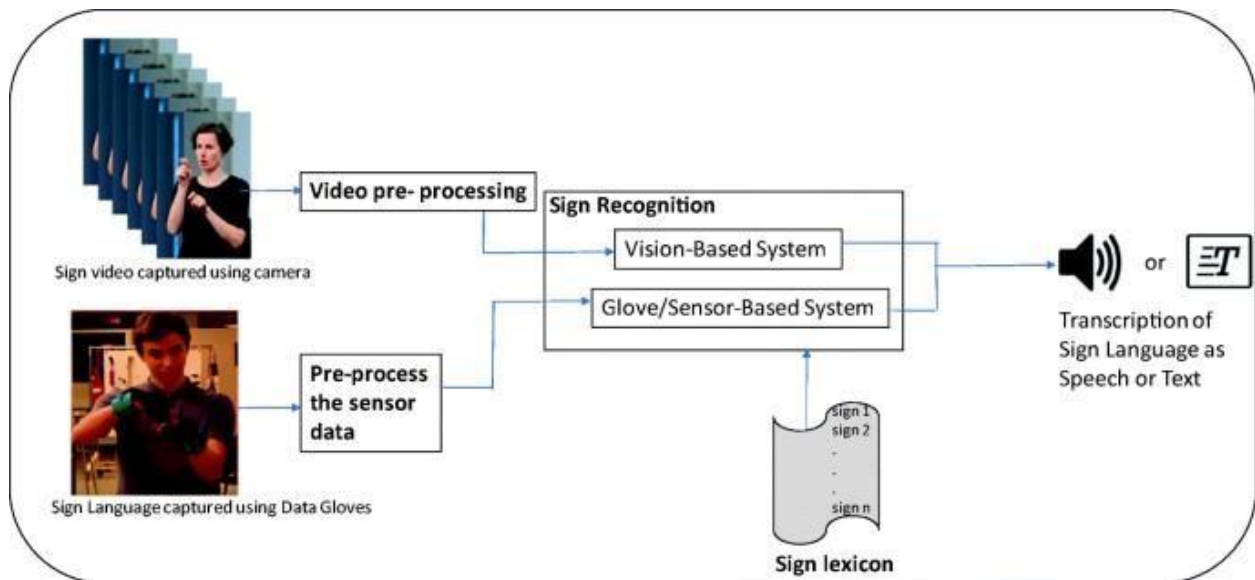 Sign video captured using camera
Video pre- processing
Sign Recognition
Vision-Based System
Glove/Sensor-Based System
or
T
Transcription of
Sign Language as
Speech or Text
Pre-process
the sensor
data
Sign Language captured using Data Gloves
sign 1
sign 2
.
.
.
sign n
Sign lexicon